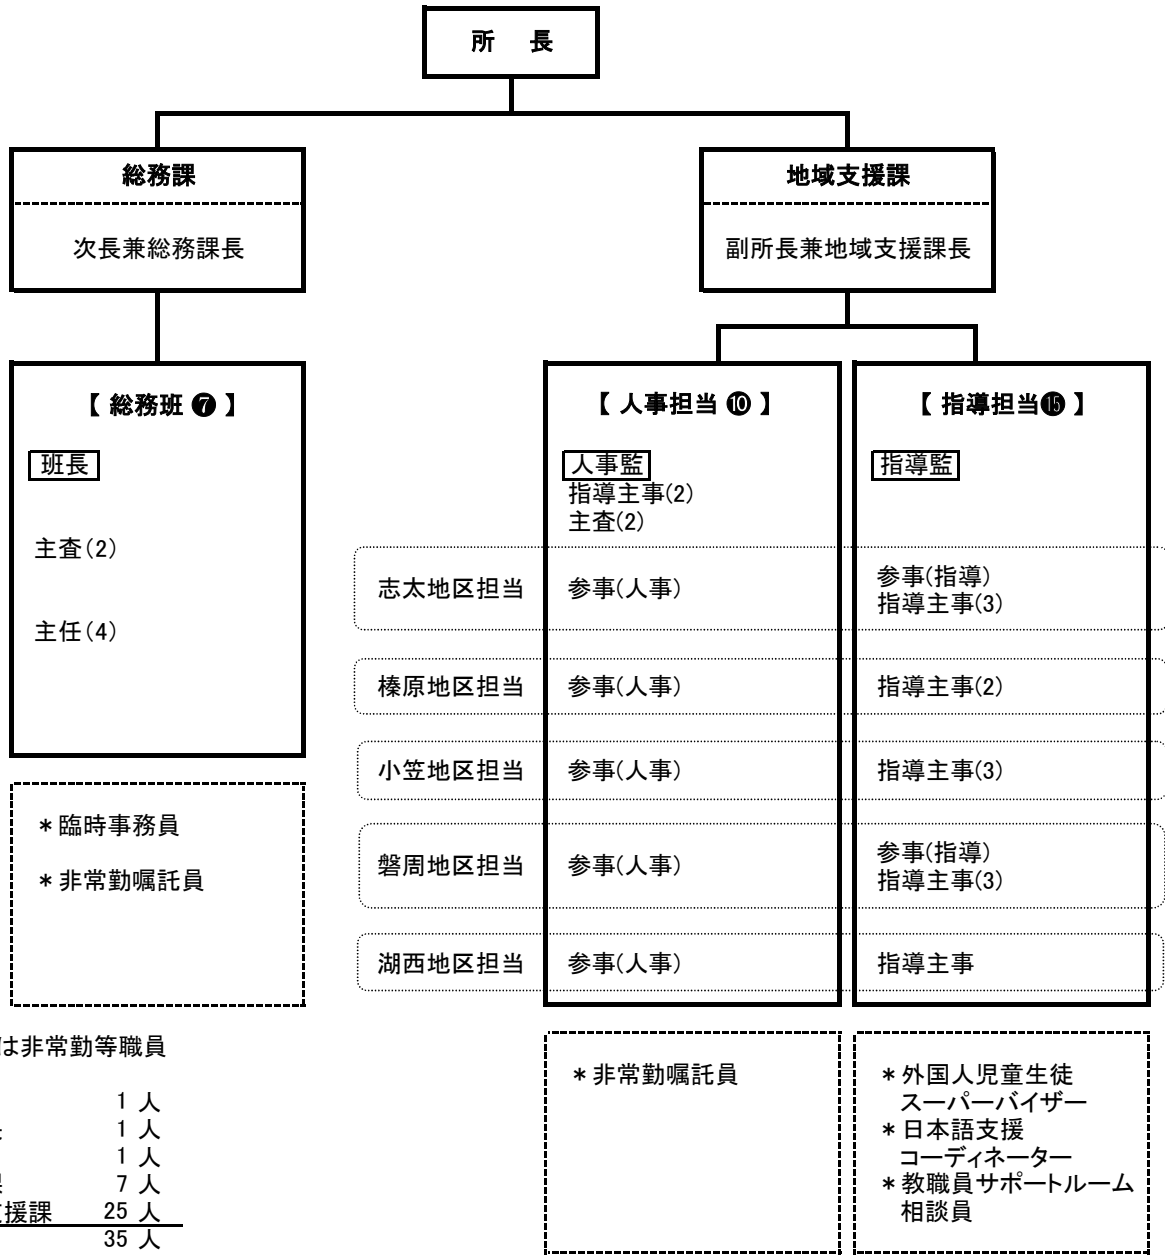 所 長
総務課
次長兼総務課長
地域支援課
副所長兼地域支援課長
【 総務班 ❼ 】
班長
主査(2)
主任(4)
【 人事担当 ❿ 】
人事監
指導主事(2)
主査(2)
【 指導担当⓯ 】
指導監
志太地区担当 参事(人事) 参事(指導)
指導主事(3)
榛原地区担当 参事(人事) 指導主事(2)
小笠地区担当 参事(人事) 指導主事(3)
磐周地区担当 参事(人事) 参事(指導)
指導主事(3)
湖西地区担当 参事(人事) 指導主事
*臨時事務員
*非常勤嘱託員
*非常勤嘱託員
*外国人児童生徒
スーパーバイザー
*日本語支援
コーディネーター
*教職員サポートルーム
相談員
は非常勤等職員
1 人
1 人
1 人
課 7 人
支援課 25 人
35 人